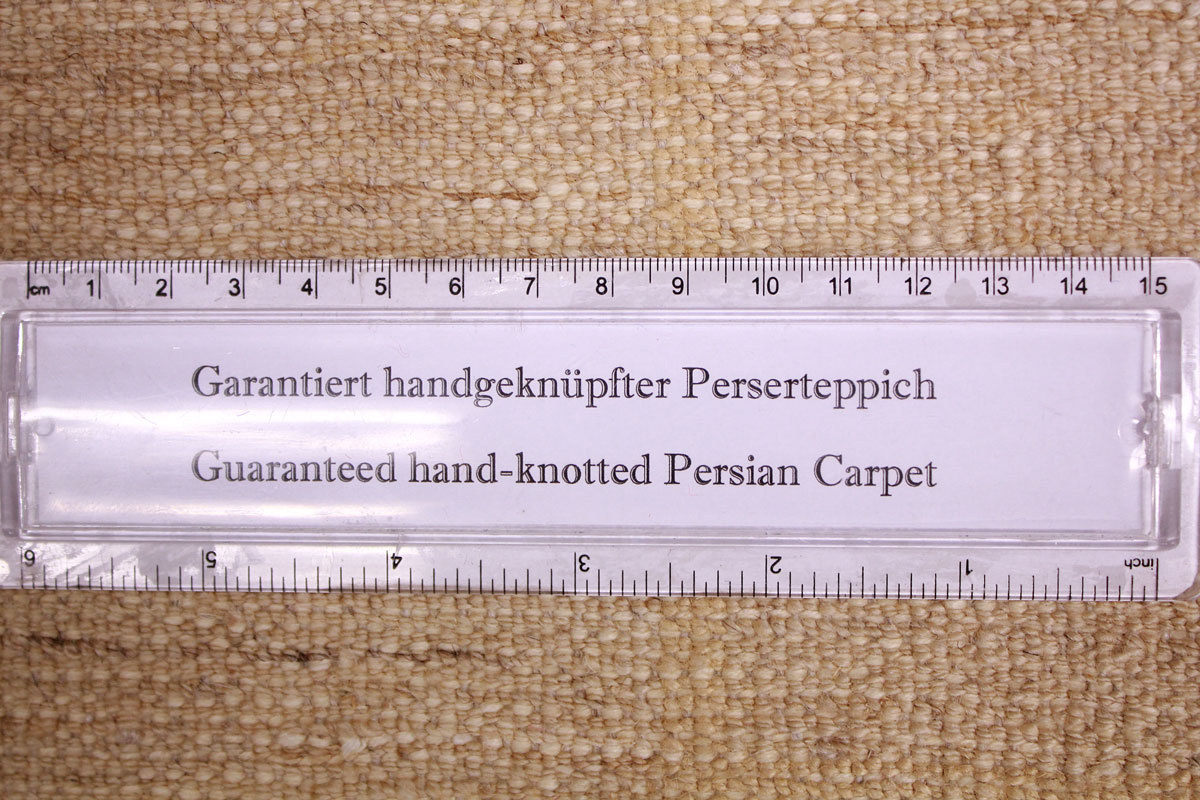 cm 1 2 3 4 5 6 7 8 9 10 11 12 13 14 15
Garantiert handgeknüpfter Perserteppich
Guaranteed hand-knotted Persian Carpet
6 5 4 3 2 1 inch